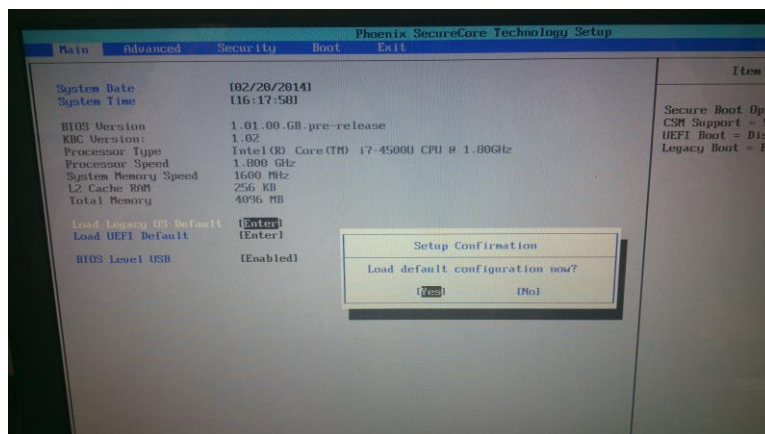 Phoenix SecureCore Technology Setup
Main Advanced Security Boot Exit
Item
System Date [02/20/2014]
System Time [16:17:58]
Secure Boot
CSM Support =
BIOS Version 1.01.00.GB.pre-release
UEFI Boot =
KBC Version: 1.02
Legacy Boot =
Processor Type Intel(R) Core(TM) i7-4500U CPU @ 1.80GHz
Processor Speed 1.800 GHz
System Memory Speed 1600 MHz
L2 Cache RAM 256 KB
Total Memory 4096 MB
Load Legacy OS Default [Enter]
Load UEFI Default [Enter]
BIOS Level USB [Enabled]
Setup Confirmation
Load default configuration now?
[Yes] [No]